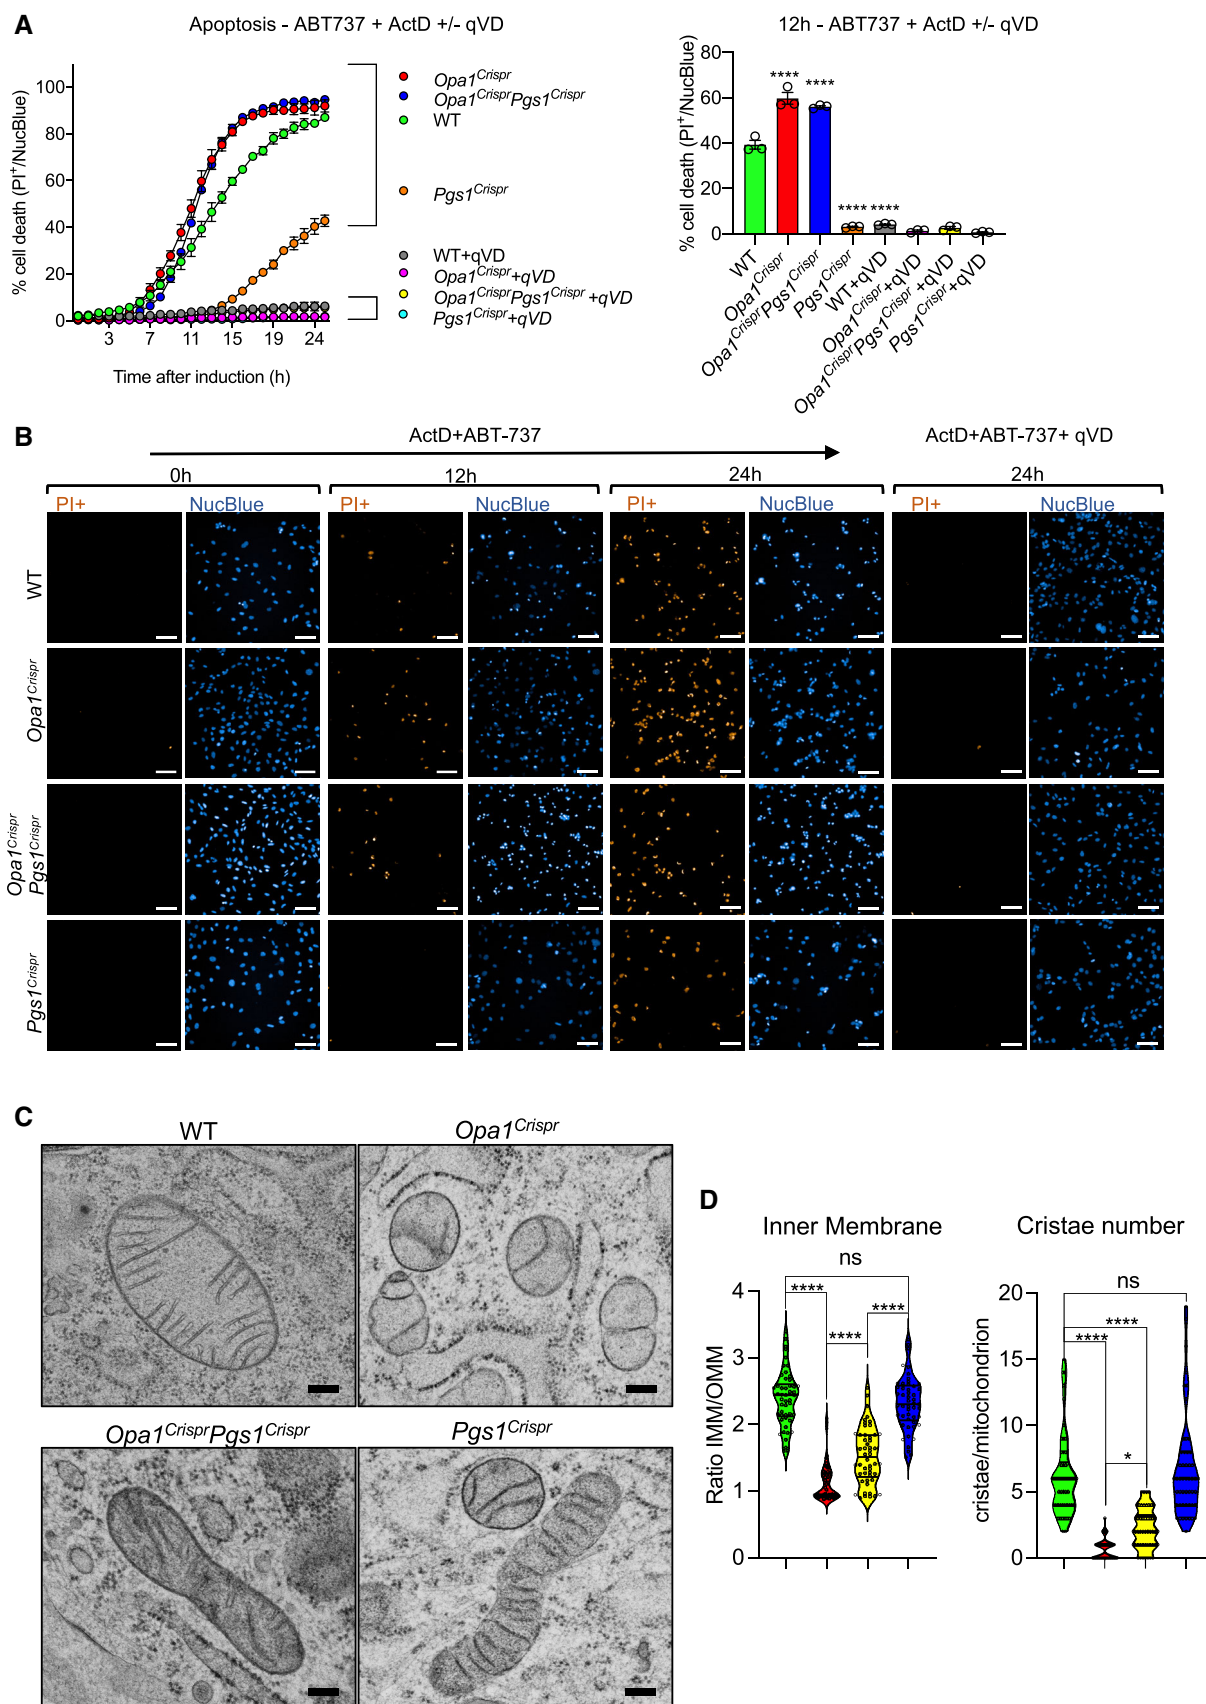 A
Apoptosis - ABT737 + ActD +/- qVD
% cell death (PI+/NucBlue)
100
80
60
40
20
0
3 7 11 15 19 24
Time after induction (h)
Opa1Crispr
Opa1CrisprPgs1Crispr
WT
Pgs1Crispr
WT+qVD
Opa1Crispr+qVD
Opa1CrisprPgs1Crispr+qVD
Pgs1Crispr+qVD
12h - ABT737 + ActD +/- qVD
% cell death (PI+/NucBlue)
80
60
40
20
0
**** **** **** ****
WT
Opa1Crispr
Opa1CrisprPgs1Crispr
Pgs1Crispr
WT+qVD
Opa1Crispr+qVD
Opa1CrisprPgs1Crispr+qVD
Pgs1Crispr+qVD
B
ActD+ABT-737 ActD+ABT-737+ qVD
0h 12h 24h 24h
PI+ NucBlue PI+ NucBlue PI+ NucBlue PI+ NucBlue
WT
Opa1Crispr
Opa1Crispr
Pgs1Crispr
Pgs1Crispr
C
WT Opa1Crispr
Opa1CrisprPgs1Crispr Pgs1Crispr
D
Inner Membrane
ns
**** **** ****
Ratio IMM/OMM
4
3
2
1
0
Cristae number
ns
****
****
*
cristae/mitochondrion
20
15
10
5
0